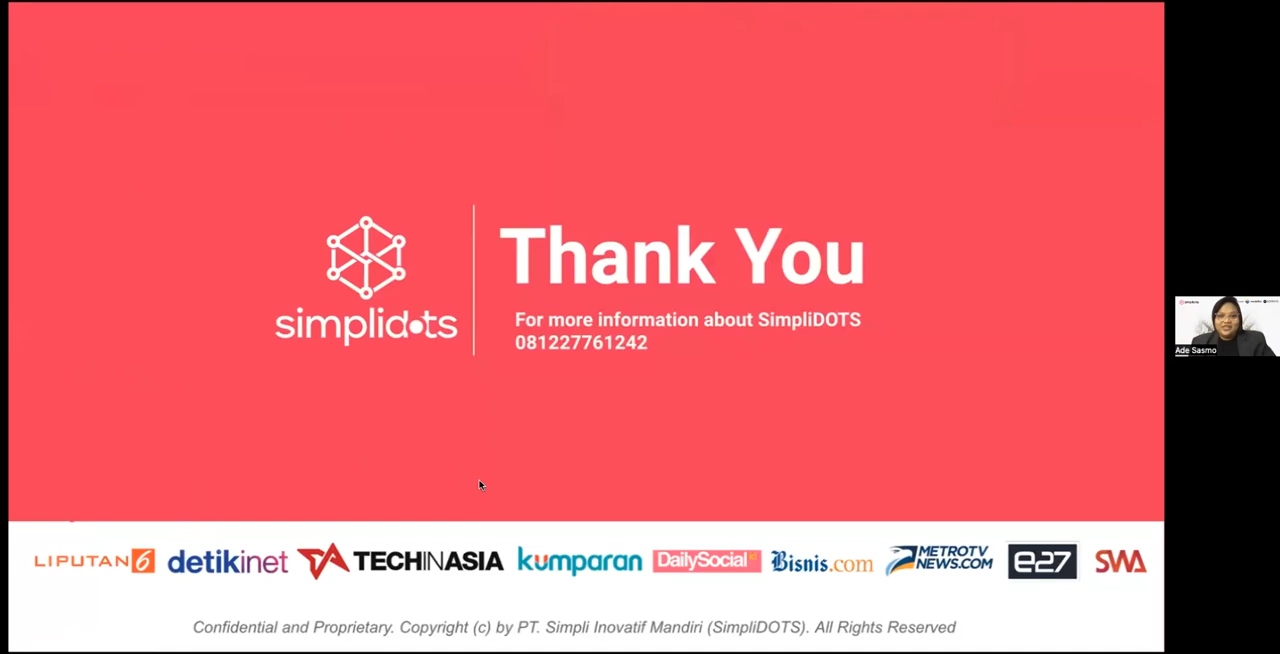 simplidots
Thank You
For more information about SimpliDOTS
081227761242
Ade Sasmo
LIPUTAN6
detikinet
TECHINASIA
kumparan
DailySocial
Bisnis.com
METROTV
NEWS.COM
e27
SWA
Confidential and Proprietary. Copyright (c) by PT. Simpli Inovatif Mandiri (SimpliDOTS). All Rights Reserved